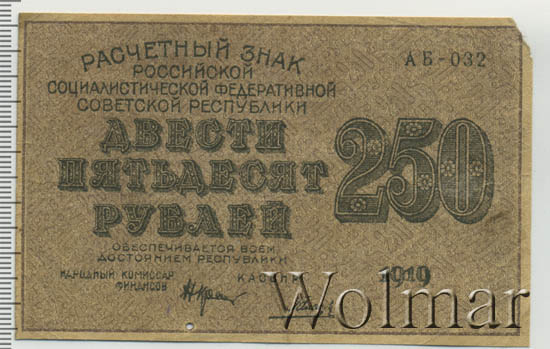 РАСЧЕТНЫЙ ЗНАК
АБ-032
РОССИЙСКОЙ
СОЦИАЛИСТИЧЕСКОЙ ФЕДЕРАТИВНОЙ
СОВЕТСКОЙ РЕСПУБЛИКИ
ДВЕСТИ
ПЯТЬДЕСЯТ
РУБЛЕЙ
250
ОБЕСПЕЧИВАЕТСЯ ВСЕМ
ДОСТОЯНИЕМ РЕСПУБЛИКИ
НАРОДНЫЙ КОМИССАР
ФИНАНСОВ
1919
Wolmar